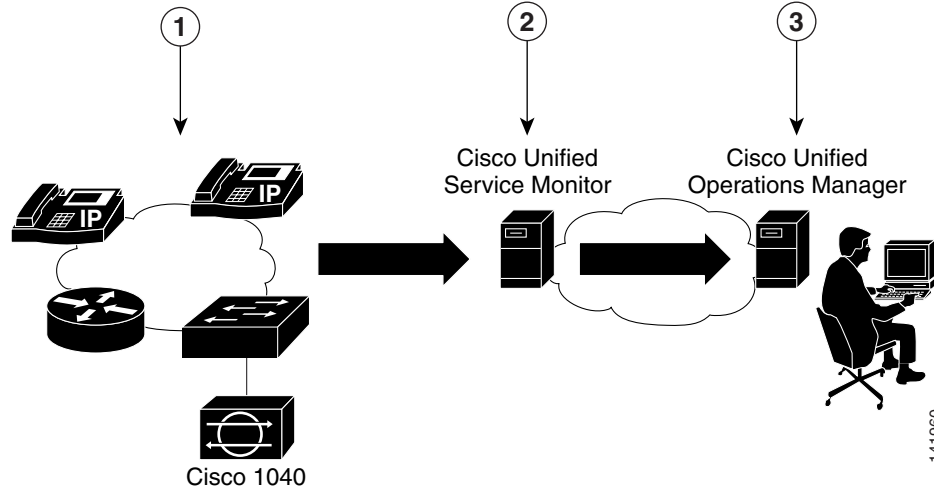 1
2
3
Cisco Unified
Service Monitor
Cisco Unified
Operations Manager
IP
IP
Cisco 1040